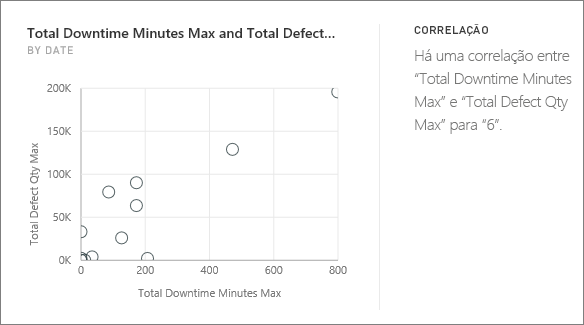 Total Downtime Minutes Max and Total Defect...
BY DATE
Total Defect Qty Max
200K
150K
100K
50K
0K
0 200 400 600 800
Total Downtime Minutes Max
CORRELAÇÃO
Há uma correlação entre
“Total Downtime Minutes
Max” e “Total Defect Qty
Max” para “6”.